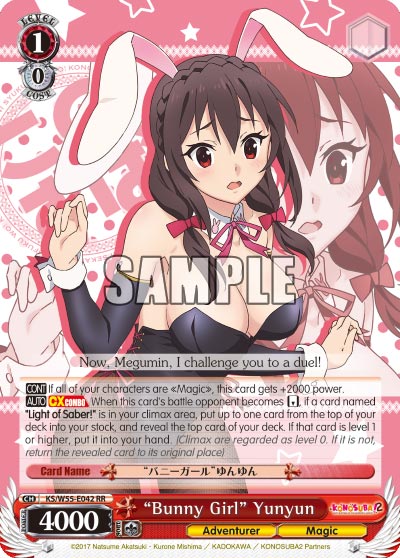 LEVEL
1
0
COST
SAMPLE
Now, Megumin, I challenge you to a duel!
CONT If all of your characters are «Magic», this card gets +2000 power.
AUTO CX COMBO When this card's battle opponent becomes , if a card named
"Light of Saber!" is in your climax area, put up to one card from the top of your
deck into your stock, and reveal the top card of your deck. If that card is level 1
or higher, put it into your hand. (Climax are regarded as level 0. If it is not,
return the revealed card to its original place)
Card Name
“バニーガール”ゆんゆん
CH
KS/W55-E042 RR
POWER
4000
“Bunny Girl” Yunyun
KONOSUBA 2
Adventurer
Magic
©2017 Natsume Akatsuki・Kurone Mishima / KADOKAWA / KONOSUBA2 Partners